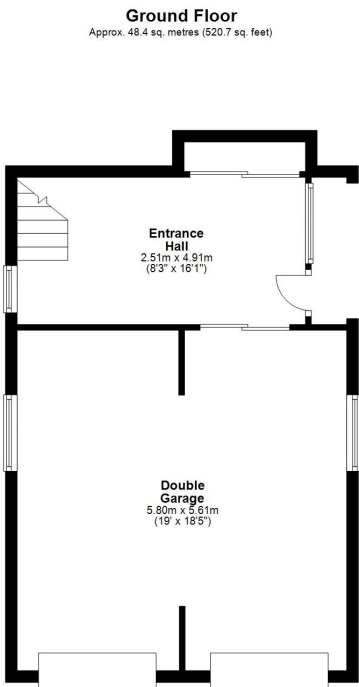 Ground Floor
Approx. 48.4 sq. metres (520.7 sq. feet)
Entrance
Hall
2.51m x 4.91m
(8'3" x 16'1")
Double
Garage
5.80m x 5.61m
(19' x 18'5")